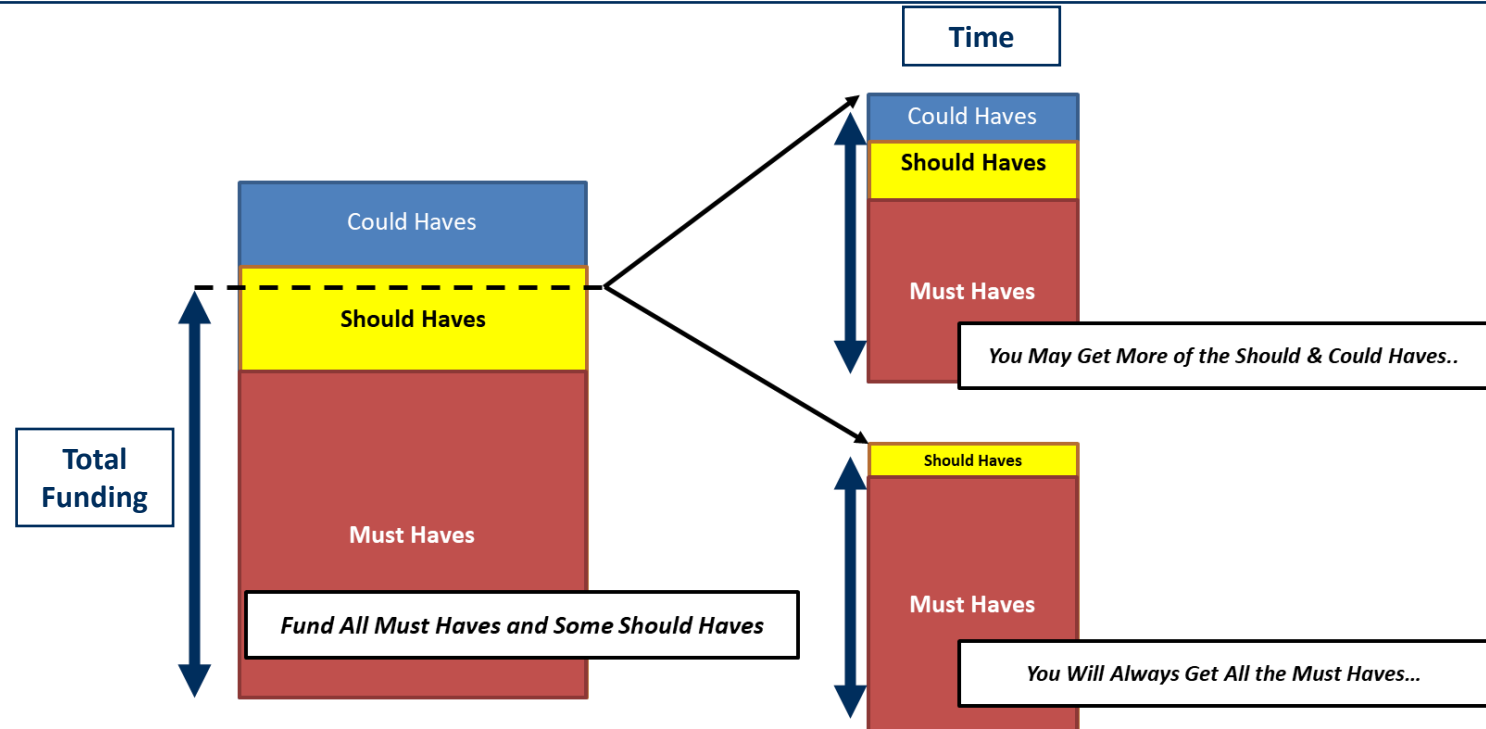 Time
Could Haves
Should Haves
Must Haves
You May Get More of the Should & Could Haves..
Could Haves
Should Haves
Must Haves
Fund All Must Haves and Some Should Haves
Total
Funding
Should Haves
Must Haves
You Will Always Get All the Must Haves…